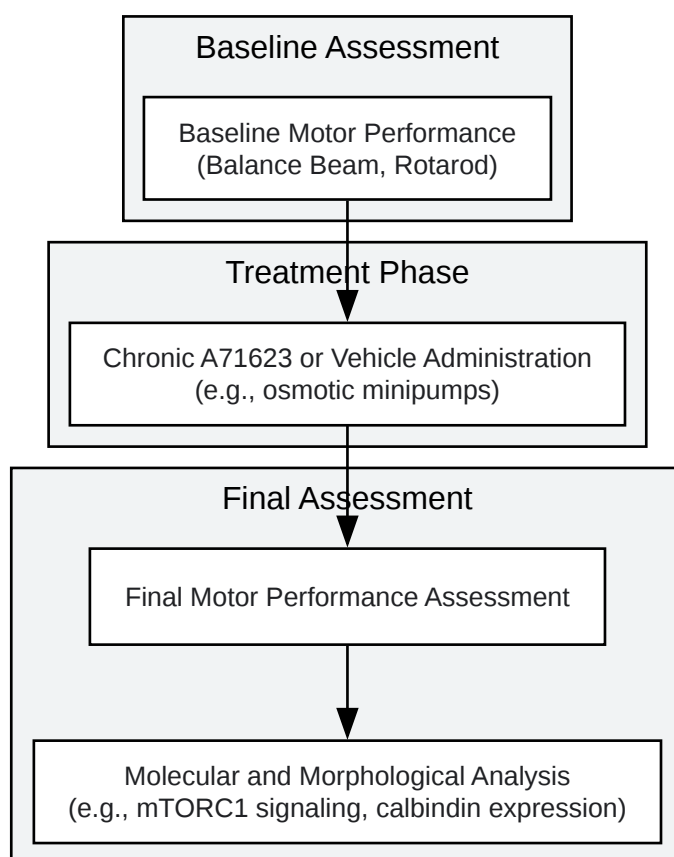 Baseline Assessment
Baseline Motor Performance
(Balance Beam, Rotarod)
Treatment Phase
Chronic A71623 or Vehicle Administration
(e.g., osmotic minipumps)
Final Assessment
Final Motor Performance Assessment
Molecular and Morphological Analysis
(e.g., mTORC1 signaling, calbindin expression)